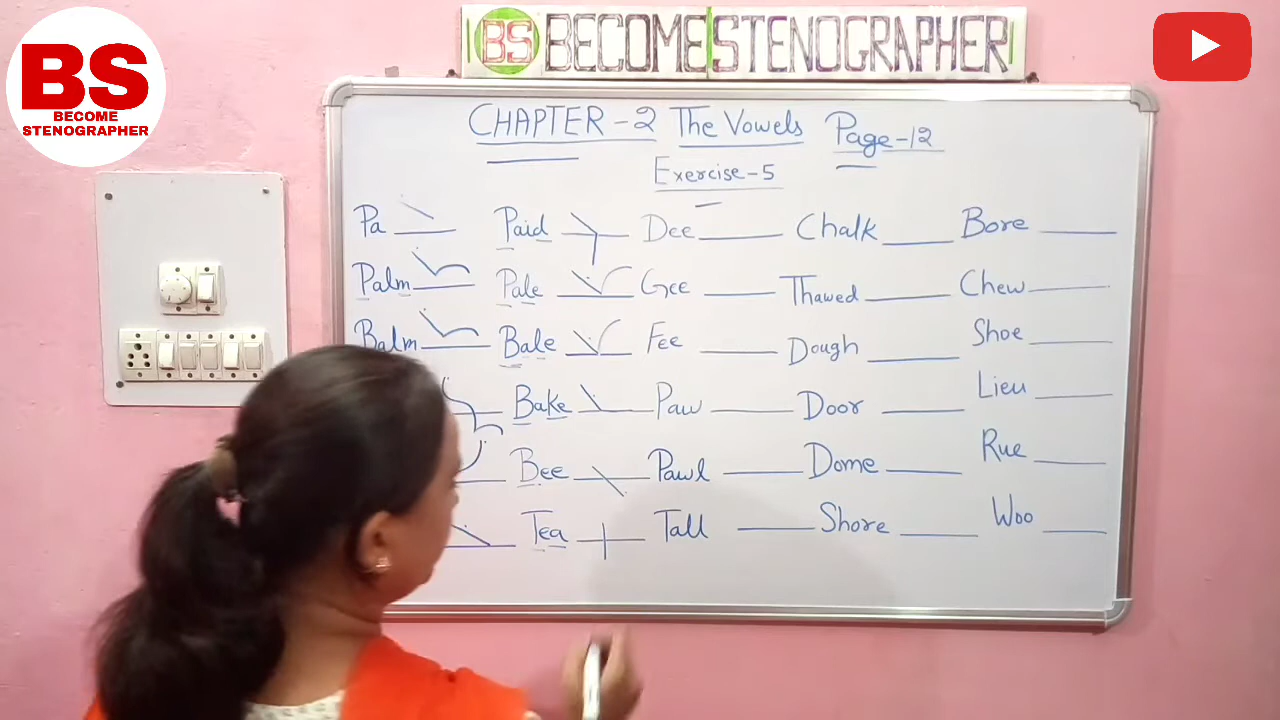 BS
BECOME
STENOGRAPHER
BS BECOME STENOGRAPHER
CHAPTER-2 The Vowels Page-12
Exercise-5
Pa Paid Dee Chalk Bore
Palm Pale Gee Thawed Chew
Balm Bale Fee Dough Shoe
Bake Paw Door Lieu
Bee Pawl Dome Rue
Tea Tall Shore Woo